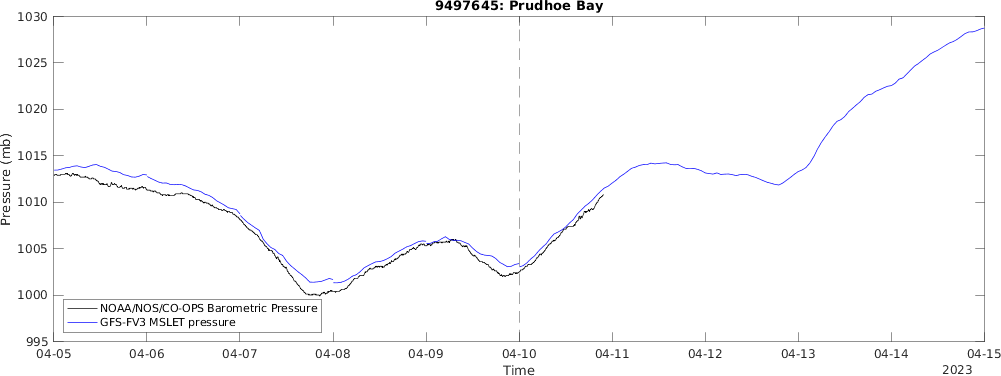 9497645: Prudhoe Bay
Pressure (mb)
1030
1025
1020
1015
1010
1005
1000
995
NOAA/NOS/CO-OPS Barometric Pressure
GFS-FV3 MSLET pressure
04-05 04-06 04-07 04-08 04-09 04-10 04-11 04-12 04-13 04-14 04-15
Time
2023